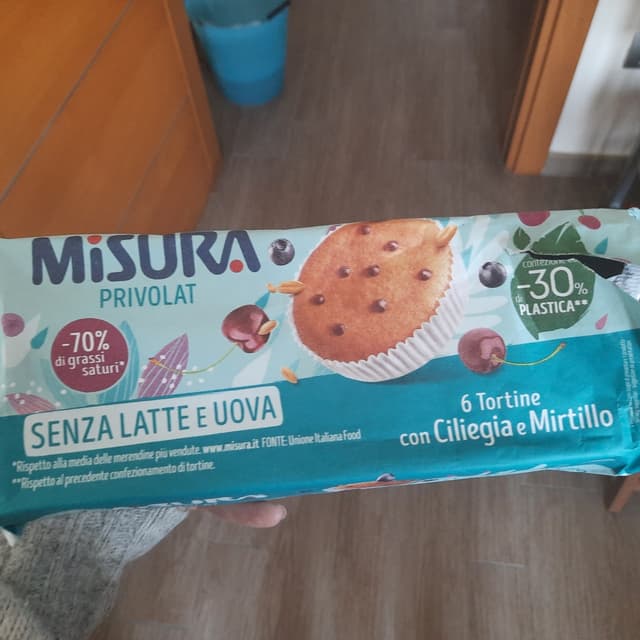 MiSURA
PRIVOLAT
-70%
di grassi
saturi*
SENZA LATTE E UOVA
*Rispetto alla media delle merendine più vendute. www.misura.it FONTE: Unione Italiana Food
**Rispetto al precedente confezionamento di tortine.
confezione
-30%
di PLASTICA**
6 Tortine
con Ciliegia e Mirtillo